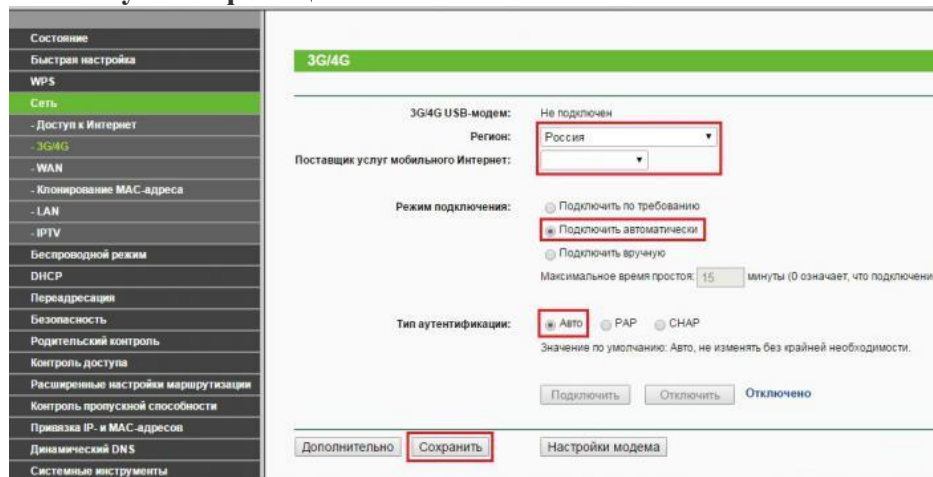 Состояние
Быстрая настройка
WPS
Сеть
- Доступ к Интернет
- 3G/4G
- WAN
- Клонирование MAC-адреса
- LAN
- IPTV
Беспроводной режим
DHCP
Переадресация
Безопасность
Родительский контроль
Контроль доступа
Расширенные настройки маршрутизации
Контроль пропускной способности
Привязка IP- и MAC-адресов
Динамический DNS
Системные инструменты
3G/4G
3G/4G USB-модем: Не подключен
Регион: Россия
Поставщик услуг мобильного Интернет:
Режим подключения: Подключить по требованию
Подключить автоматически
Подключить вручную
Максимальное время простоя: 15 минуты (0 означает, что подключени
Тип аутентификации: Авто PAP CHAP
Значение по умолчанию: Авто, не изменять без крайней необходимости.
Подключить Отключить Отключено
Дополнительно Сохранить Настройки модема